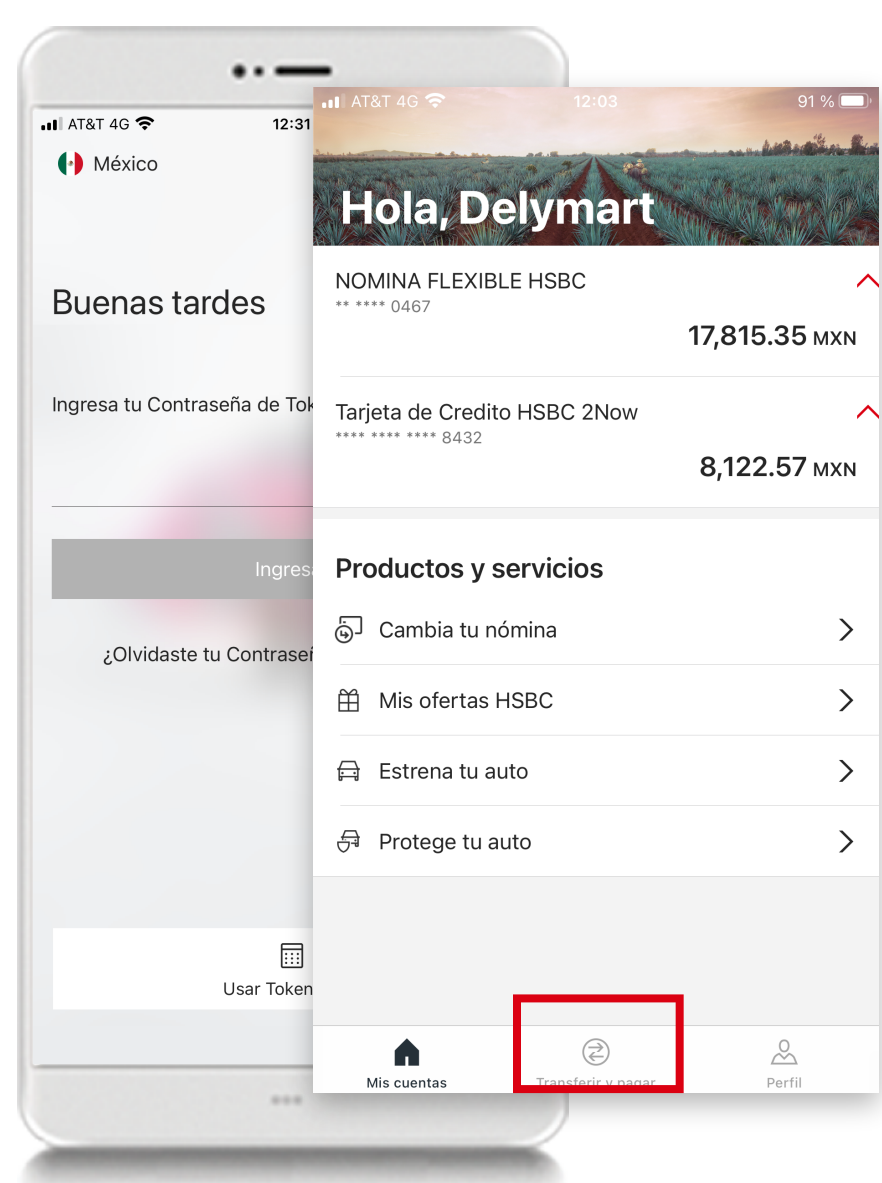 AT&T 4G 12:31
México
Buenas tardes
Ingresa tu Contraseña de Tok
Ingresa
¿Olvidaste tu Contraseñ
Usar Token
AT&T 4G 12:03 91 %
Hola, Delymart
NOMINA FLEXIBLE HSBC
** **** 0467
17,815.35 MXN
Tarjeta de Credito HSBC 2Now
**** **** **** 8432
8,122.57 MXN
Productos y servicios
Cambia tu nómina
Mis ofertas HSBC
Estrena tu auto
Protege tu auto
Mis cuentas
Transferir y pagar
Perfil